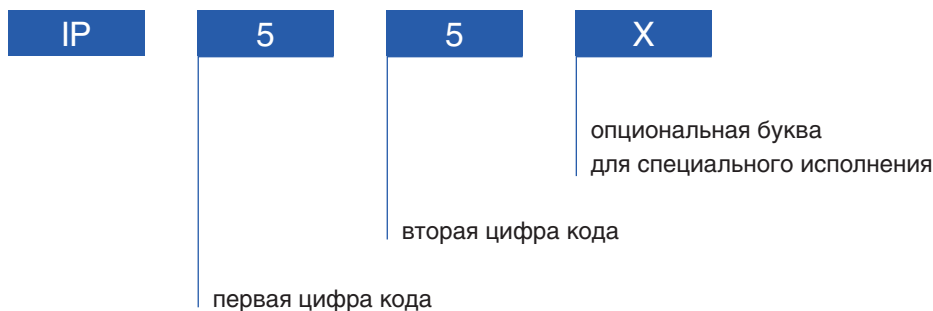 IP 5 5 X
опциональная буква
для специального исполнения
вторая цифра кода
первая цифра кода